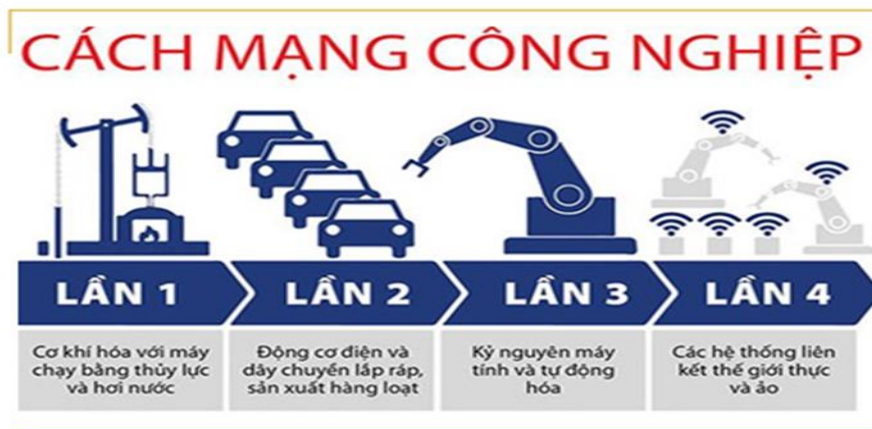 CÁCH MẠNG CÔNG NGHIỆP
LẦN 1
LẦN 2
LẦN 3
LẦN 4
Cơ khí hóa với máy
chạy bằng thủy lực
và hơi nước
Động cơ điện và
dây chuyền lắp ráp,
sản xuất hàng loạt
Kỷ nguyên máy
tính và tự động
hóa
Các hệ thống liên
kết thế giới thực
và ảo